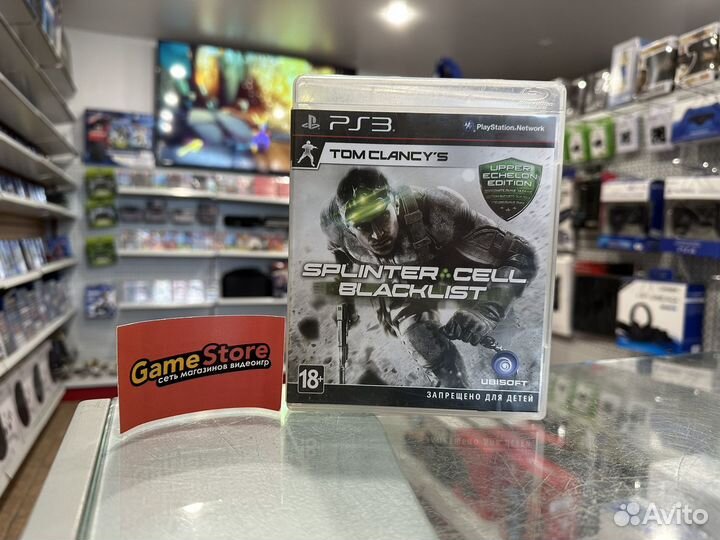 PS3
PlayStation Network
TOM CLANCY'S
UPPER
ECHELON
EDITION
SPLINTER CELL
BLACKLIST
GameStore
сеть магазинов видеоигр
18+
UBISOFT
ЗАПРЕЩЕНО ДЛЯ ДЕТЕЙ
Avito